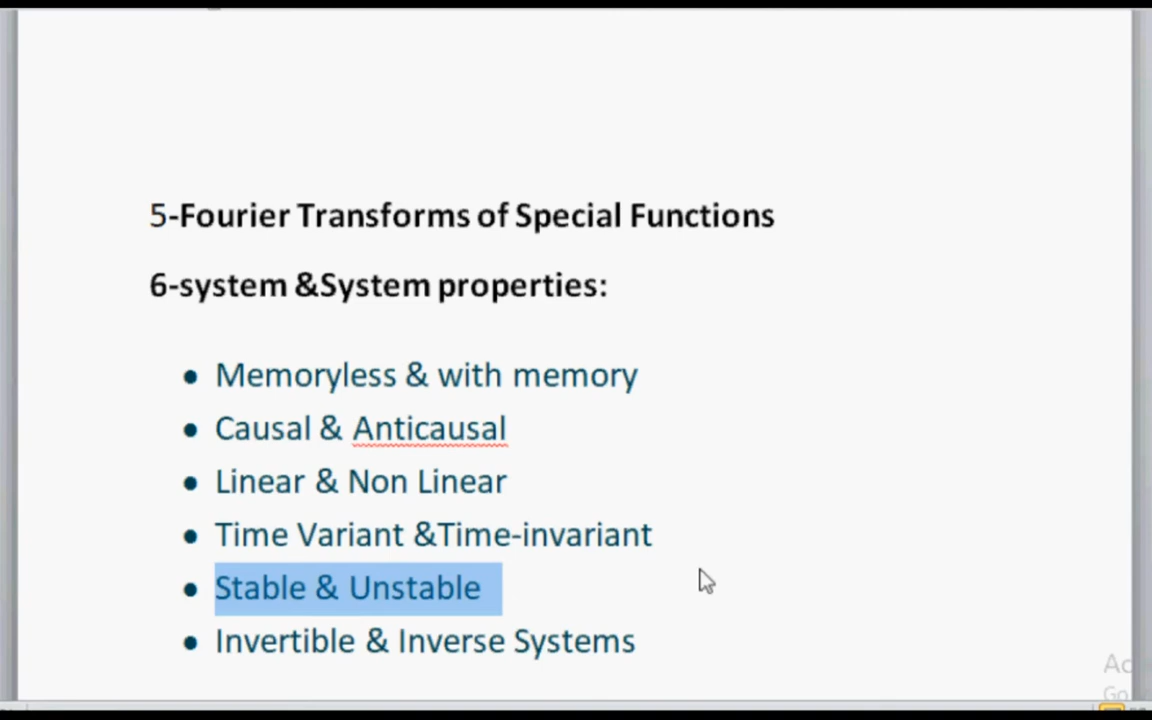 5-Fourier Transforms of Special Functions
6-system &System properties:
● Memoryless & with memory
● Causal & Anticausal
● Linear & Non Linear
● Time Variant &Time-invariant
● Stable & Unstable
● Invertible & Inverse Systems